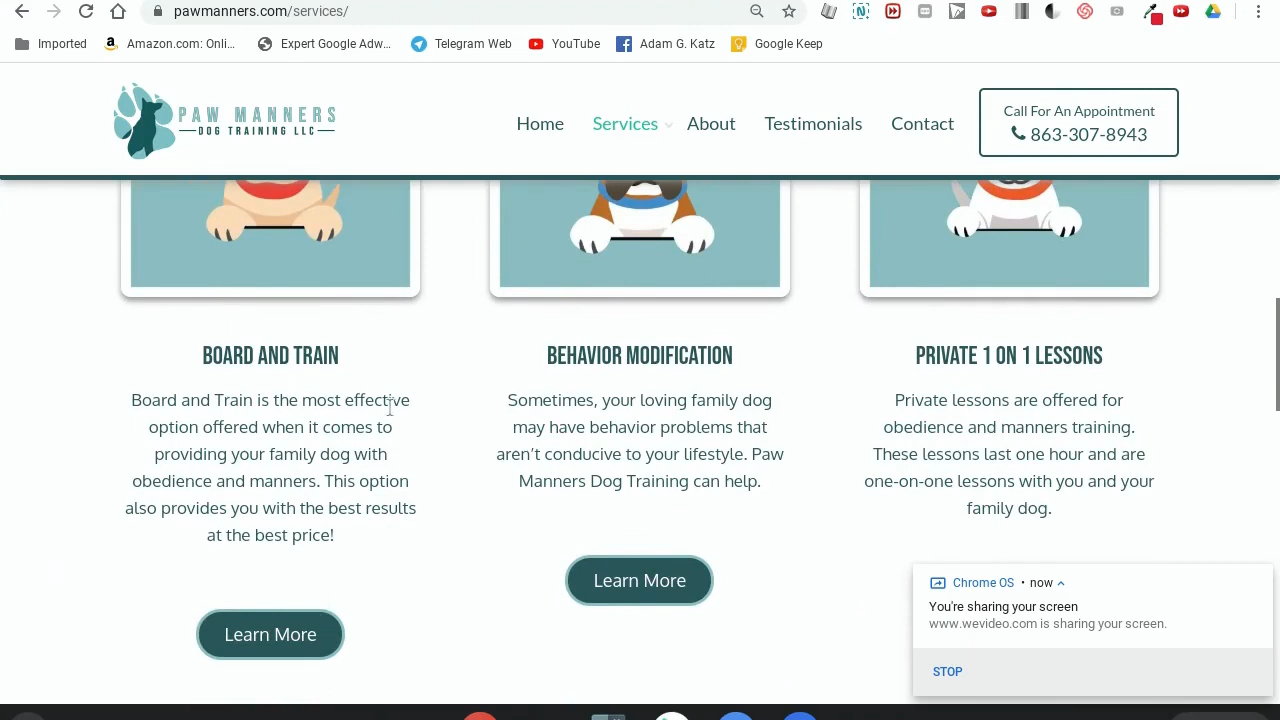 pawmanners.com/services/
Imported
Amazon.com: Onli...
Expert Google Adw...
Telegram Web
YouTube
Adam G. Katz
Google Keep
PAW MANNERS
DOG TRAINING LLC
Home
Services
About
Testimonials
Contact
Call For An Appointment
863-307-8943
BOARD AND TRAIN
Board and Train is the most effective
option offered when it comes to
providing your family dog with
obedience and manners. This option
also provides you with the best results
at the best price!
Learn More
BEHAVIOR MODIFICATION
Sometimes, your loving family dog
may have behavior problems that
aren’t conducive to your lifestyle. Paw
Manners Dog Training can help.
Learn More
PRIVATE 1 ON 1 LESSONS
Private lessons are offered for
obedience and manners training.
These lessons last one hour and are
one-on-one lessons with you and your
family dog.
Chrome OS • now
You're sharing your screen
www.wevideo.com is sharing your screen.
STOP